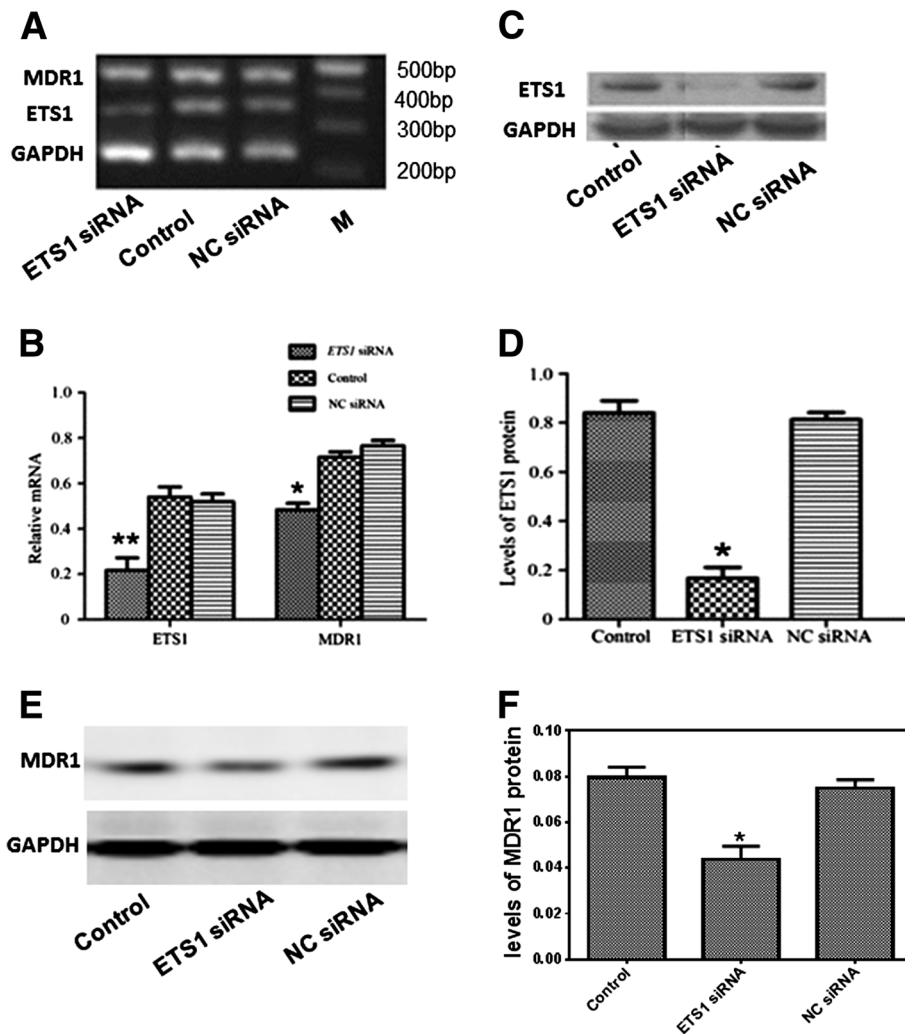 A
MDR1
ETS1
GAPDH
500bp
400bp
300bp
200bp
ETS1 siRNA
Control
NC siRNA
M
C
ETS1
GAPDH
Control
ETS1 siRNA
NC siRNA
B
ETS1 siRNA
Control
NC siRNA
Relative mRNA
1.0
0.8
0.6
0.4
0.2
0
**
*
ETS1
MDR1
D
Levels of ETS1 protein
1.0
0.8
0.6
0.4
0.2
0.0
*
Control
ETS1 siRNA
NC siRNA
E
MDR1
GAPDH
Control
ETS1 siRNA
NC siRNA
F
levels of MDR1 protein
0.10
0.08
0.06
0.04
0.02
0.00
*
Control
ETS1 siRNA
NC siRNA